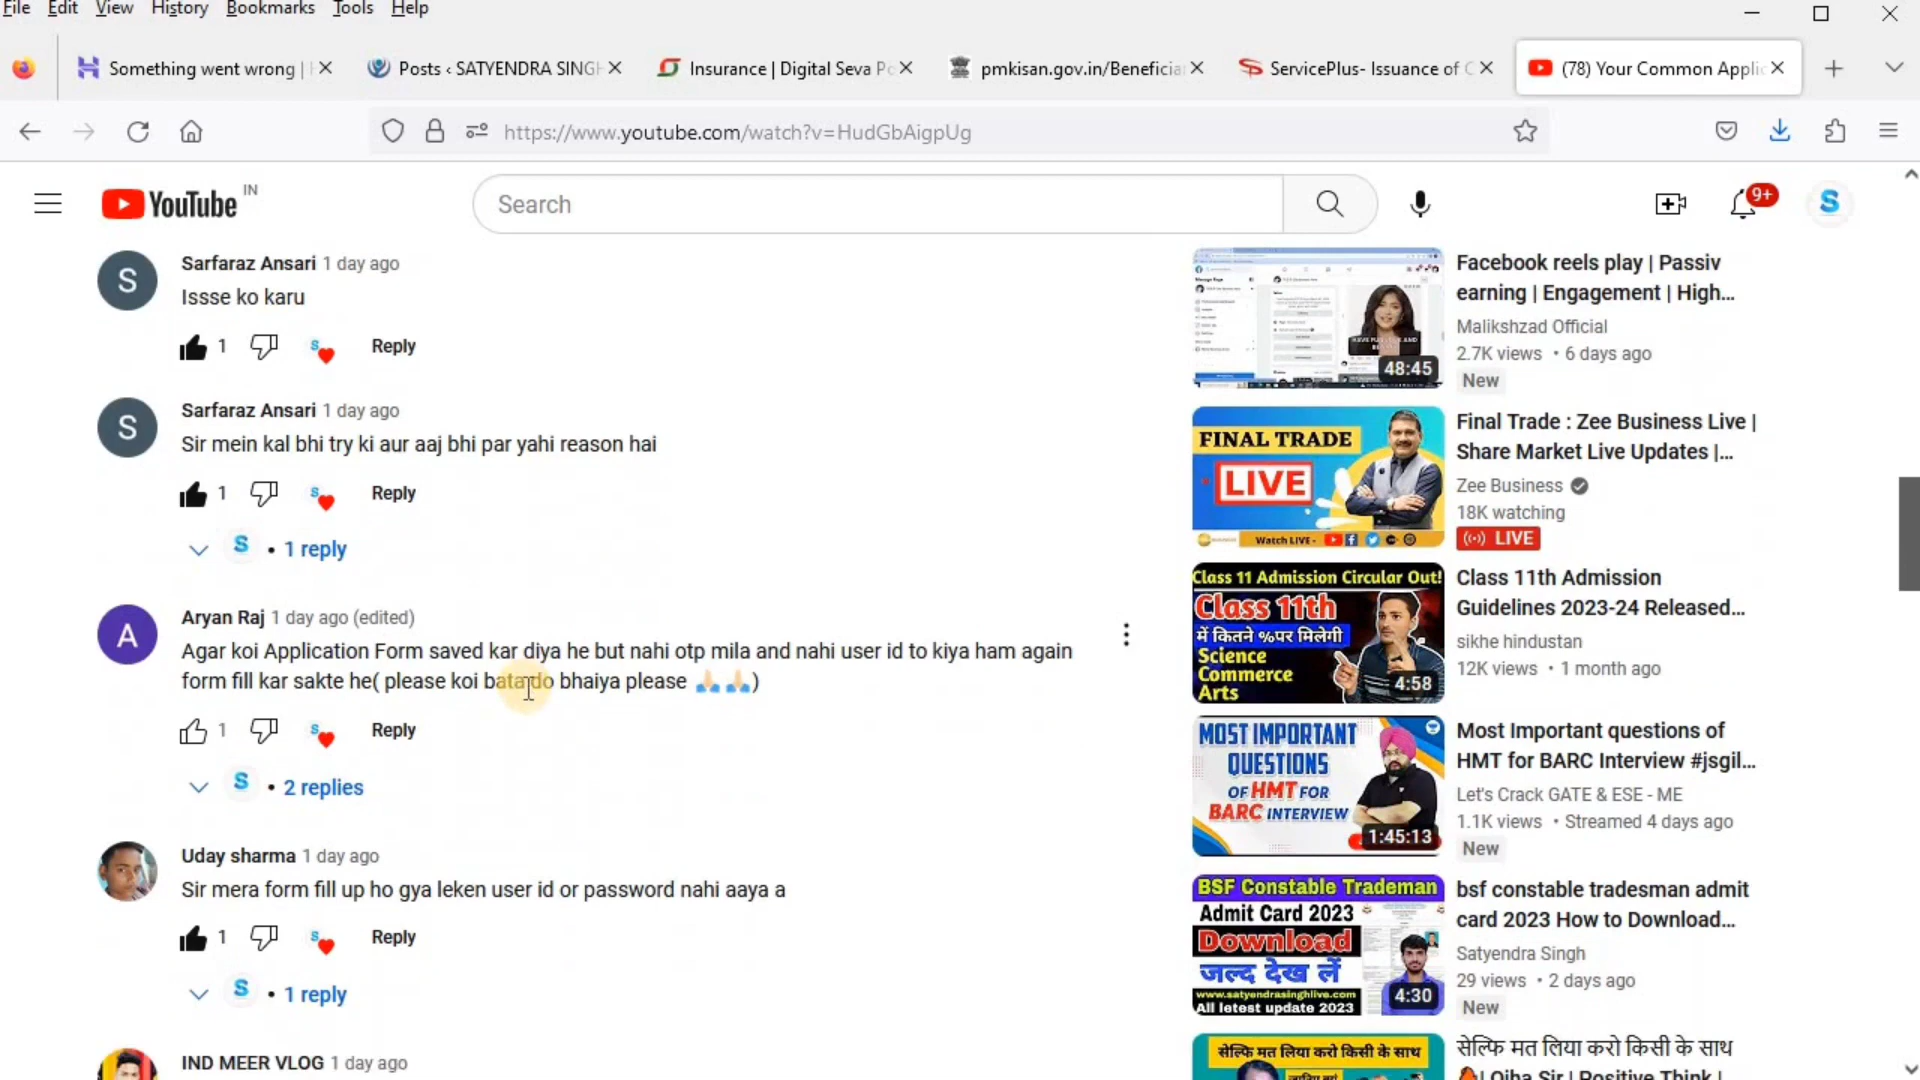 File Edit View History Bookmarks Tools Help
Something went wrong |
Posts ‹ SATYENDRA SINGH
Insurance | Digital Seva Po
pmkisan.gov.in/Beneficia
ServicePlus- Issuance of C
(78) Your Common Applic
https://www.youtube.com/watch?v=HudGbAigpUg
YouTube IN
Search
9+
S
S
Sarfaraz Ansari 1 day ago
Issse ko karu
1 Reply
S
Sarfaraz Ansari 1 day ago
Sir mein kal bhi try ki aur aaj bhi par yahi reason hai
1 Reply
S • 1 reply
A
Aryan Raj 1 day ago (edited)
Agar koi Application Form saved kar diya he but nahi otp mila and nahi user id to kiya ham again
form fill kar sakte he( please koi bata do bhaiya please 🙏🏻🙏🏻)
1 Reply
S • 2 replies
Uday sharma 1 day ago
Sir mera form fill up ho gya leken user id or password nahi aaya a
1 Reply
S • 1 reply
IND MEER VLOG 1 day ago
48:45
Facebook reels play | Passiv
earning | Engagement | High...
Malikshzad Official
2.7K views • 6 days ago
New
FINAL TRADE
LIVE
Watch LIVE-
Final Trade : Zee Business Live |
Share Market Live Updates |...
Zee Business
18K watching
LIVE
Class 11 Admission Circular Out!
Class 11th
में कितने %पर मिलेगी
Science
Commerce
Arts
4:58
Class 11th Admission
Guidelines 2023-24 Released...
sikhe hindustan
12K views • 1 month ago
MOST IMPORTANT
QUESTIONS
OF HMT FOR
BARC INTERVIEW
1:45:13
Most Important questions of
HMT for BARC Interview #jsgil...
Let's Crack GATE & ESE - ME
1.1K views • Streamed 4 days ago
New
BSF Constable Trademan
Admit Card 2023
Download
जल्द देख लें
www.satyendrasinghlive.com
All letest update 2023
4:30
bsf constable tradesman admit
card 2023 How to Download...
Satyendra Singh
29 views • 2 days ago
New
सेल्फि मत लिया करो किसी के साथ
सेल्फि मत लिया करो किसी के साथ
| Ojha Sir | Positive Think |